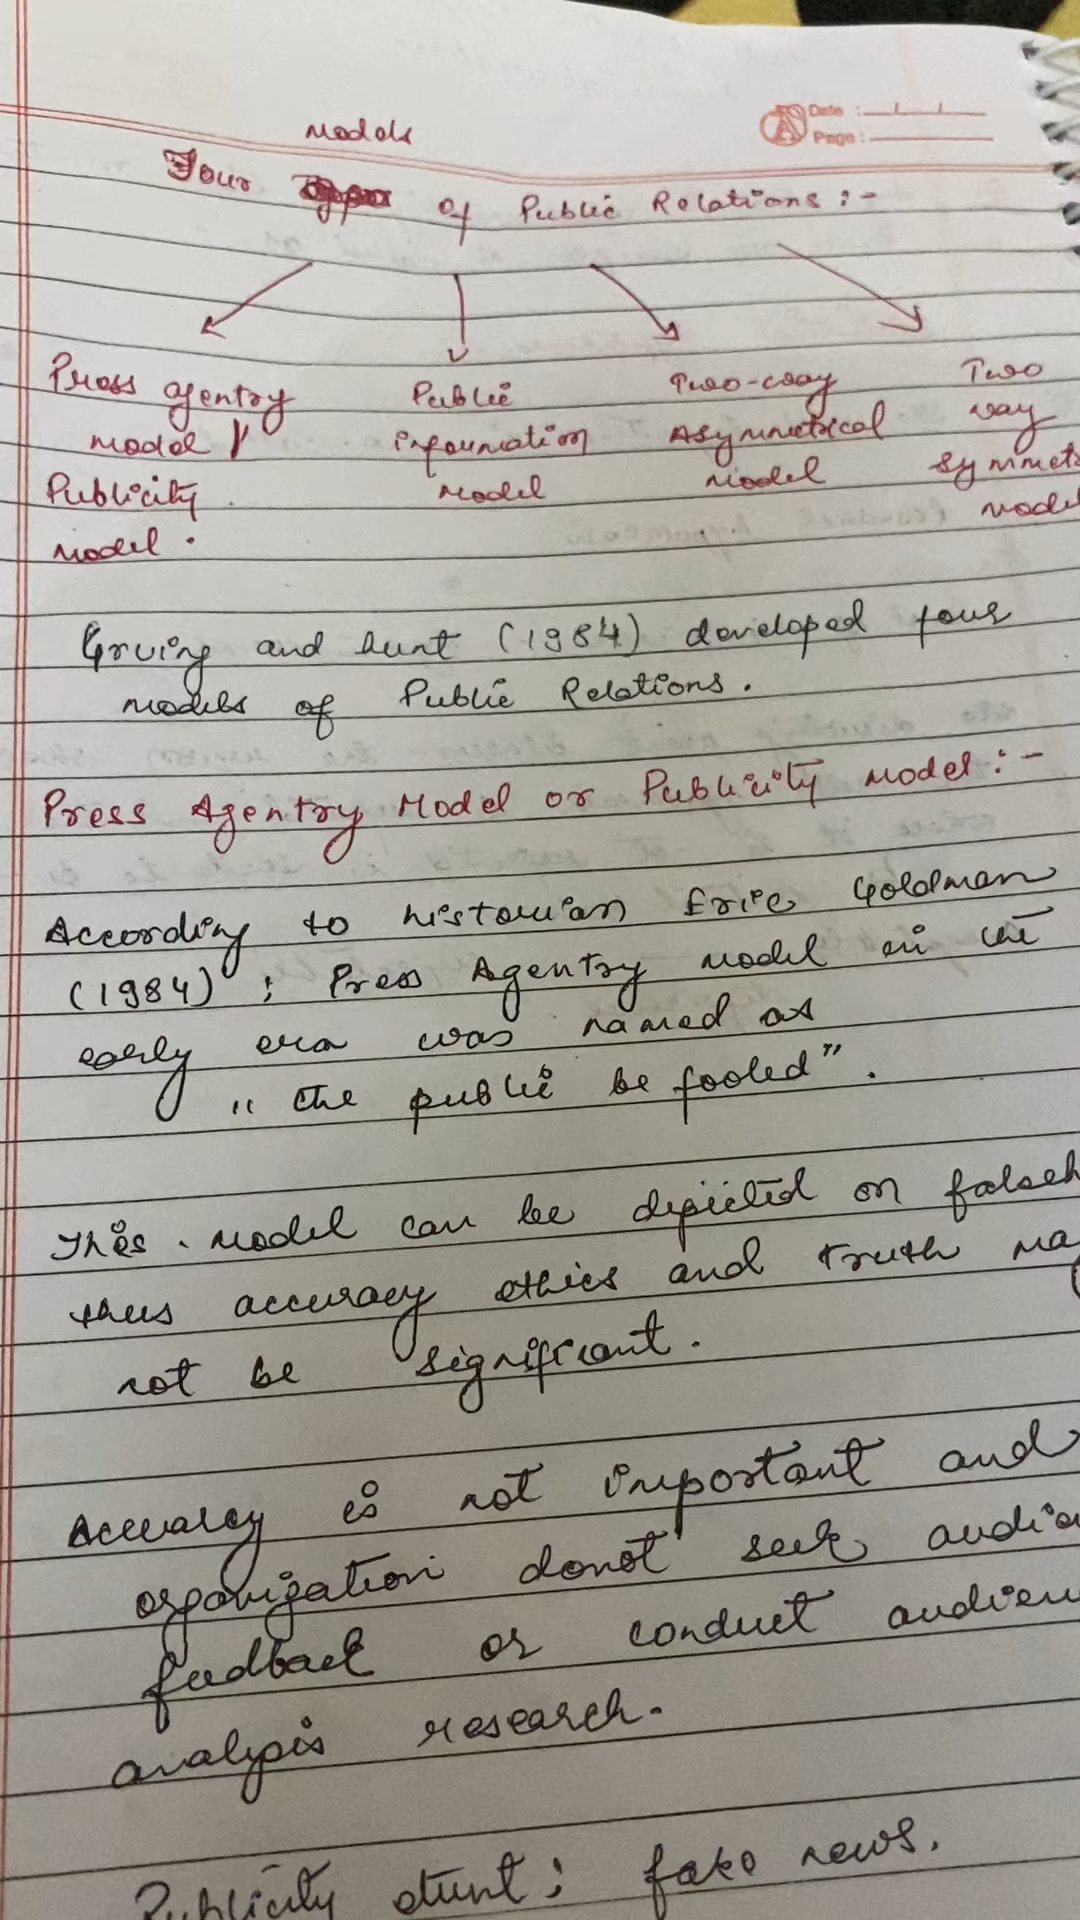 Date :
Page :
Models
Four of Public Relations :-
Press agentry model / Publicity model.
Public information model
Two-way Asymmetrical model
Two way symmet model
Gruing and hunt (1984) developed four
models of Public Relations.
Press Agentry Model or Publicity model :-
According to historian Eric Goldman
(1984) ; Press Agentry model in the
early era was named as
" the public be fooled".
This model can be depicted on falseh
thus accuracy ethics and truth ma
not be significant.
Accuracy is not important and
organization donot seek audie
feedback or conduct audien
analysis research.
Publicity stunt ; fake news.